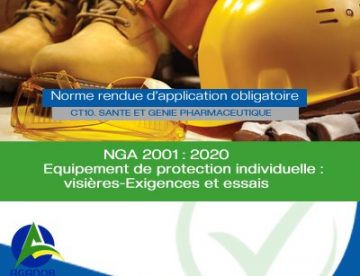 Norme rendue d'application obligatoire
CT10. SANTE ET GENIE PHARMACEUTIQUE
NGA 2001 : 2020
Equipement de protection individuelle :
visières-Exigences et essais
AGANOR